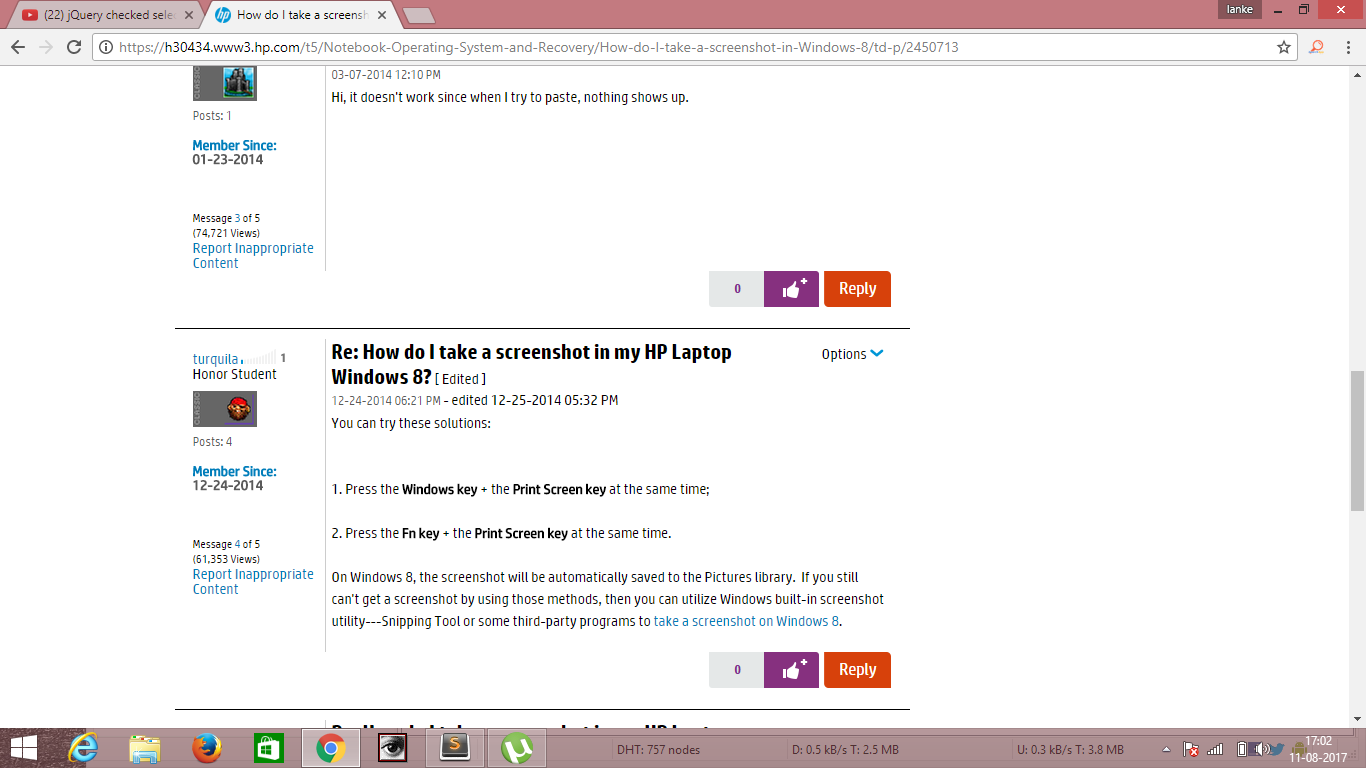 (22) jQuery checked sele
How do I take a screensh
lanke
https://h30434.www3.hp.com/t5/Notebook-Operating-System-and-Recovery/How-do-I-take-a-screenshot-in-Windows-8/td-p/2450713
CLASSIC
03-07-2014 12:10 PM
Hi, it doesn't work since when I try to paste, nothing shows up.
Posts: 1
Member Since:
01-23-2014
Message 3 of 5
(74,721 Views)
Report Inappropriate
Content
0
Reply
turquila 1
Honor Student
CLASSIC
Posts: 4
Member Since:
12-24-2014
Message 4 of 5
(61,353 Views)
Report Inappropriate
Content
Re: How do I take a screenshot in my HP Laptop
Windows 8? [ Edited ]
Options
12-24-2014 06:21 PM - edited 12-25-2014 05:32 PM
You can try these solutions:
1. Press the Windows key + the Print Screen key at the same time;
2. Press the Fn key + the Print Screen key at the same time.
On Windows 8, the screenshot will be automatically saved to the Pictures library. If you still
can't get a screenshot by using those methods, then you can utilize Windows built-in screenshot
utility---Snipping Tool or some third-party programs to take a screenshot on Windows 8.
0
Reply
DHT: 757 nodes
D: 0.5 kB/s T: 2.5 MB
U: 0.3 kB/s T: 3.8 MB
17:02
11-08-2017